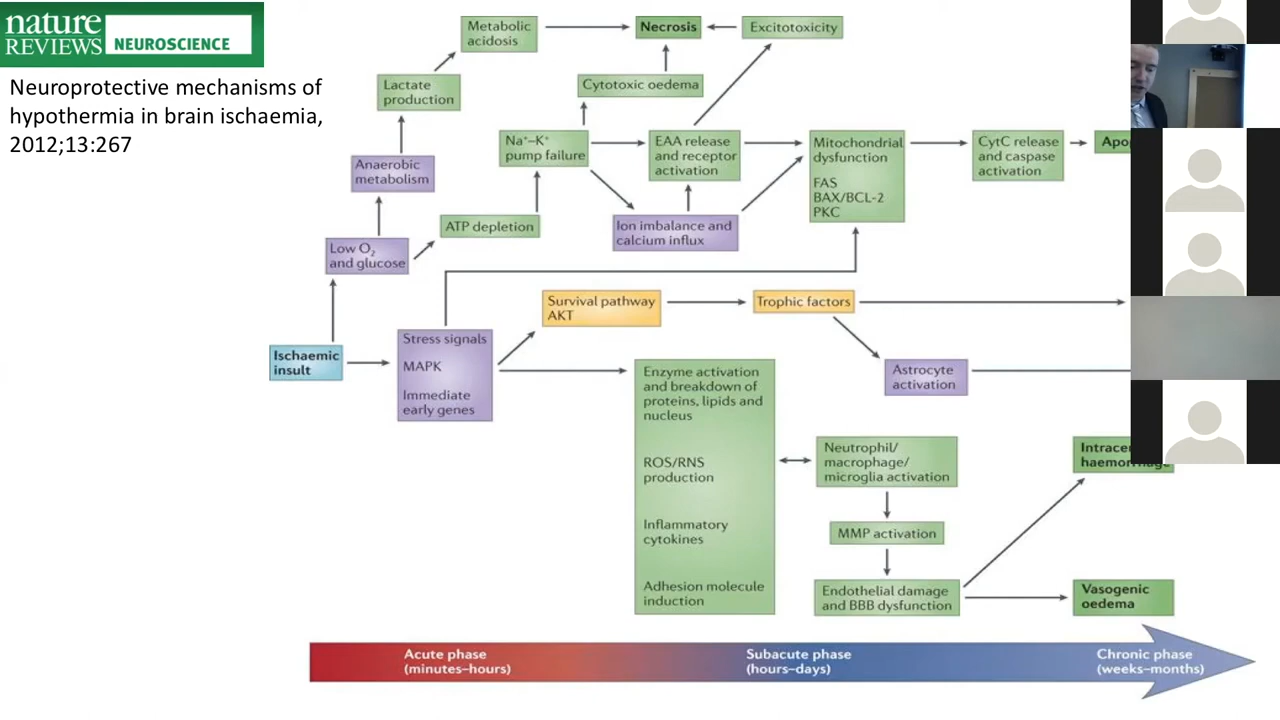 nature
REVIEWS
NEUROSCIENCE
Neuroprotective mechanisms of
hypothermia in brain ischaemia,
2012;13:267
Metabolic
acidosis
Necrosis
Excitotoxicity
Lactate
production
Cytotoxic oedema
Na⁺–K⁺
pump failure
EAA release
and receptor
activation
Mitochondrial
dysfunction
FAS
BAX/BCL-2
PKC
CytC release
and caspase
activation
Anaerobic
metabolism
ATP depletion
Ion imbalance and
calcium influx
Low O₂
and glucose
Survival pathway
AKT
Trophic factors
Ischaemic
insult
Stress signals
MAPK
Immediate
early genes
Enzyme activation
and breakdown of
proteins, lipids and
nucleus
ROS/RNS
production
Inflammatory
cytokines
Adhesion molecule
induction
Astrocyte
activation
Neutrophil/
macrophage/
microglia activation
MMP activation
Endothelial damage
and BBB dysfunction
Vasogenic
oedema
Acute phase
(minutes–hours)
Subacute phase
(hours–days)
Chronic phase
(weeks–months)